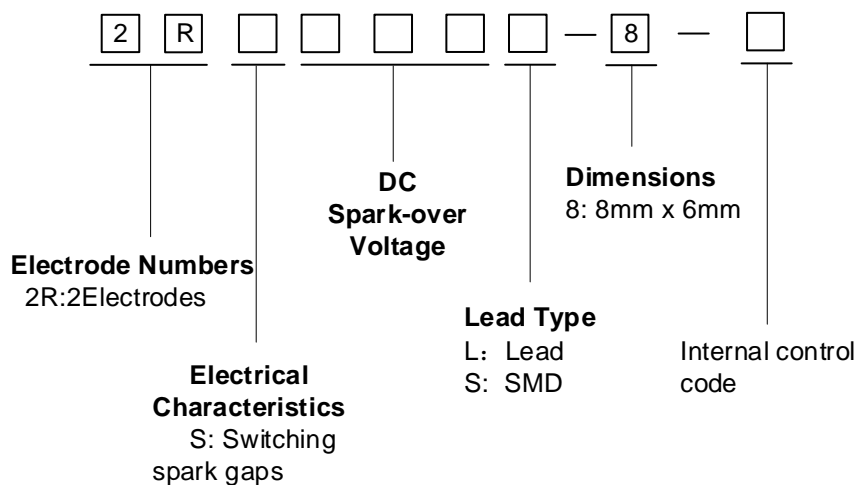 2 R — 8 —
DC
Spark-over
Voltage
Dimensions
8: 8mm x 6mm
Electrode Numbers
2R:2Electrodes
Lead Type
L：Lead
S: SMD
Internal control
code
Electrical
Characteristics
S: Switching
spark gaps